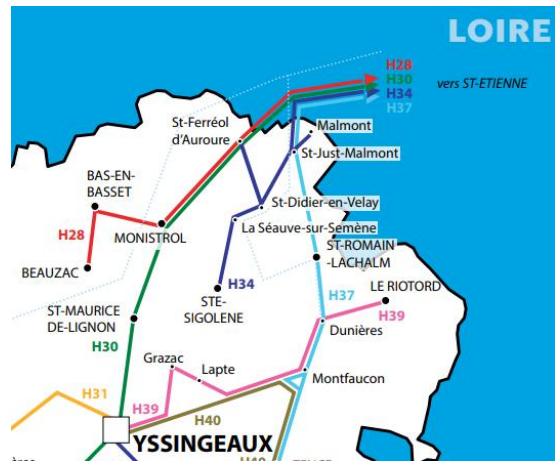 LOIRE
H28
H30
H34
H37
vers ST-ETIENNE
St-Ferréol
d'Auroure
Malmont
St-Just-Malmont
BAS-EN-
BASSET
St-Didier-en-Velay
La Séauve-sur-Semène
H28
MONISTROL
ST-ROMAIN
-LACHALM
BEAUZAC
H34
STE-
SIGOLENE
H37
LE RIOTORD
H39
ST-MAURICE
DE-LIGNON
Dunières
H30
Grazac
Lapte
Montfaucon
H31
H39
H40
YSSINGEAUX